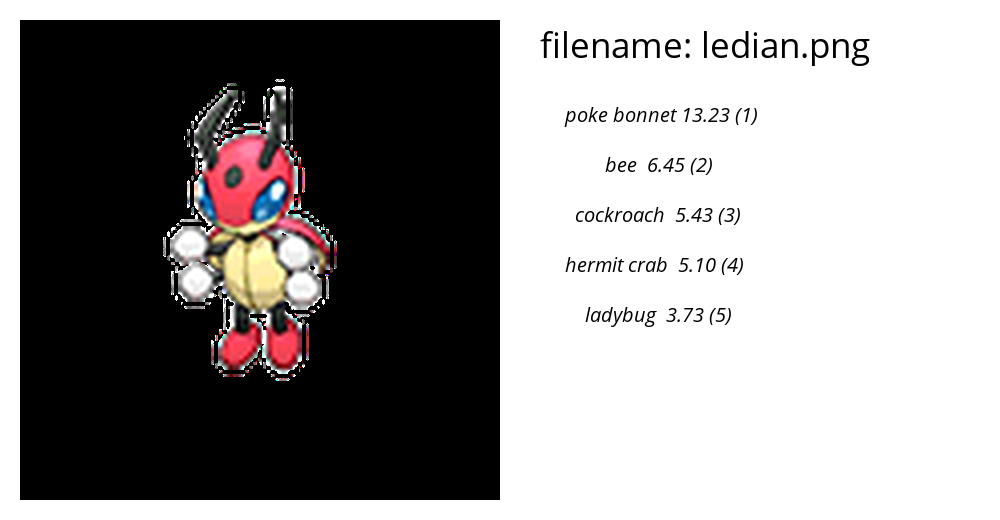 filename: ledian.png
poke bonnet 13.23 (1)
bee 6.45 (2)
cockroach 5.43 (3)
hermit crab 5.10 (4)
ladybug 3.73 (5)